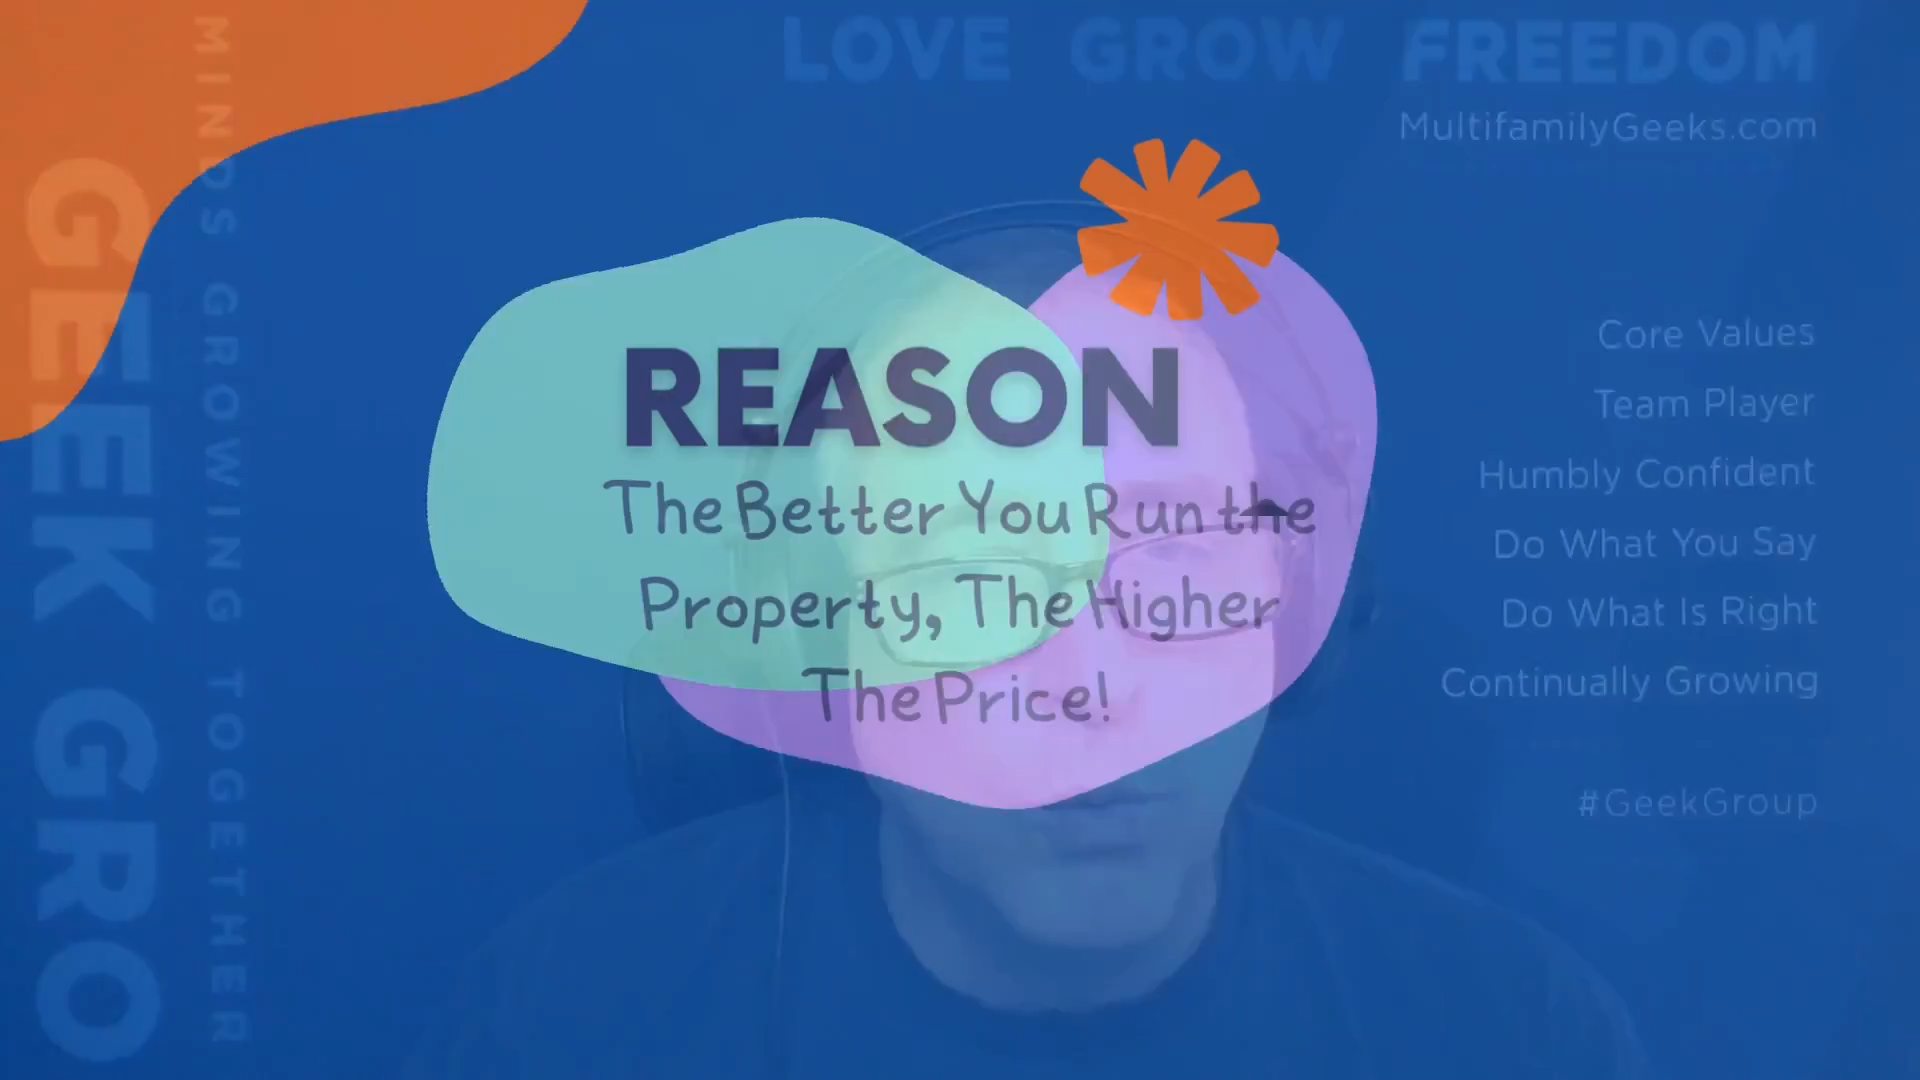 LOVE GROW FREEDOM
MultifamilyGeeks.com
MINDS GROWING TOGETHER
GEEK GRO
REASON
The Better You Run the
Property, The Higher
The Price!
Core Values
Team Player
Humbly Confident
Do What You Say
Do What Is Right
Continually Growing
#GeekGroup